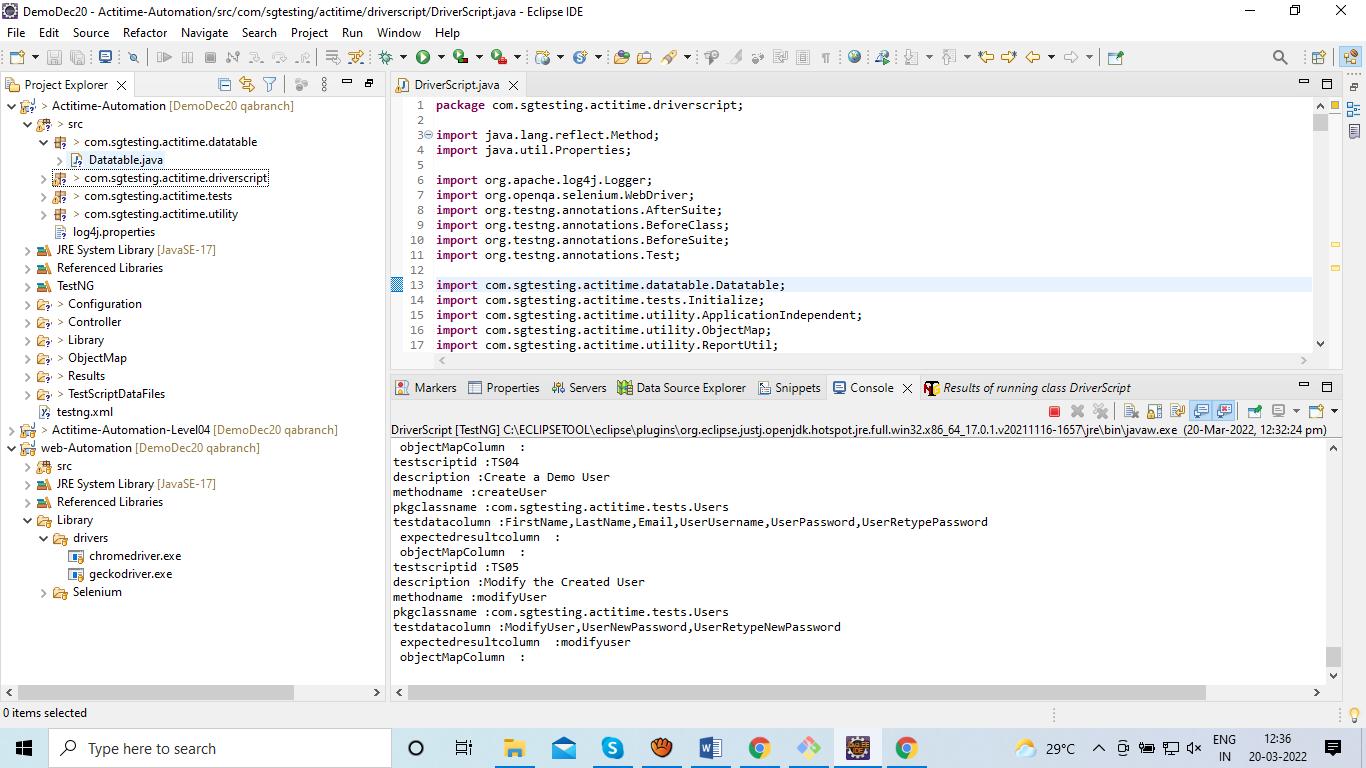 DemoDec20 - Actitime-Automation/src/com/sgtesting/actitime/driverscript/DriverScript.java - Eclipse IDE
File Edit Source Refactor Navigate Search Project Run Window Help
Project Explorer
> Actitime-Automation [DemoDec20 qabranch]
> src
> com.sgtesting.actitime.datatable
Datatable.java
> com.sgtesting.actitime.driverscript
> com.sgtesting.actitime.tests
> com.sgtesting.actitime.utility
log4j.properties
JRE System Library [JavaSE-17]
Referenced Libraries
TestNG
> Configuration
> Controller
> Library
> ObjectMap
> Results
> TestScriptDataFiles
testng.xml
> Actitime-Automation-Level04 [DemoDec20 qabranch]
web-Automation [DemoDec20 qabranch]
src
JRE System Library [JavaSE-17]
Referenced Libraries
Library
drivers
chromedriver.exe
geckodriver.exe
Selenium
DriverScript.java
1 package com.sgtesting.actitime.driverscript;
2
3 import java.lang.reflect.Method;
4 import java.util.Properties;
5
6 import org.apache.log4j.Logger;
7 import org.openqa.selenium.WebDriver;
8 import org.testng.annotations.AfterSuite;
9 import org.testng.annotations.BeforeClass;
10 import org.testng.annotations.BeforeSuite;
11 import org.testng.annotations.Test;
12
13 import com.sgtesting.actitime.datatable.Datatable;
14 import com.sgtesting.actitime.tests.Initialize;
15 import com.sgtesting.actitime.utility.ApplicationIndependent;
16 import com.sgtesting.actitime.utility.ObjectMap;
17 import com.sgtesting.actitime.utility.ReportUtil;
Markers Properties Servers Data Source Explorer Snippets Console Results of running class DriverScript
DriverScript [TestNG] C:\ECLIPSETOOL\eclipse\plugins\org.eclipse.justj.openjdk.hotspot.jre.full.win32.x86_64_17.0.1.v20211116-1657\jre\bin\javaw.exe (20-Mar-2022, 12:32:24 pm)
objectMapColumn :
testscriptid :TS04
description :Create a Demo User
methodname :createUser
pkgclassname :com.sgtesting.actitime.tests.Users
testdatacolumn :FirstName,LastName,Email,UserUsername,UserPassword,UserRetypePassword
expectedresultcolumn :
objectMapColumn :
testscriptid :TS05
description :Modify the Created User
methodname :modifyUser
pkgclassname :com.sgtesting.actitime.tests.Users
testdatacolumn :ModifyUser,UserNewPassword,UserRetypeNewPassword
expectedresultcolumn :modifyuser
objectMapColumn :
0 items selected
Type here to search
29°C
ENG
IN
12:36
20-03-2022